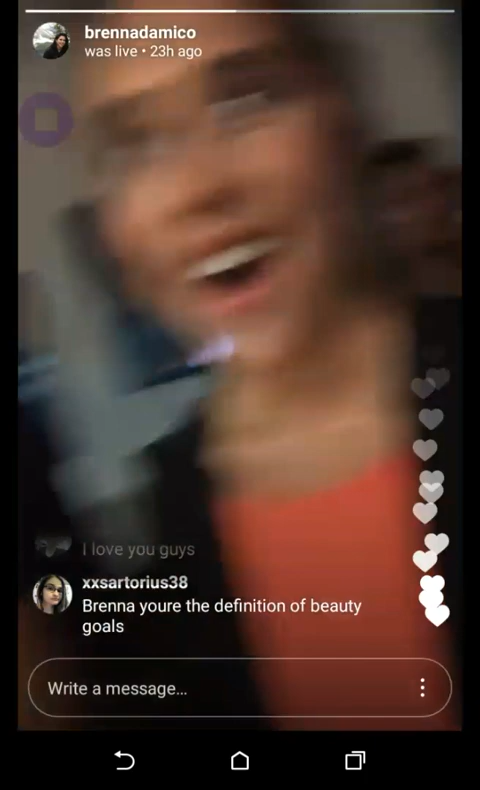 brennadamico
was live • 23h ago
I love you guys
xxsartorius38
Brenna youre the definition of beauty
goals
Write a message...